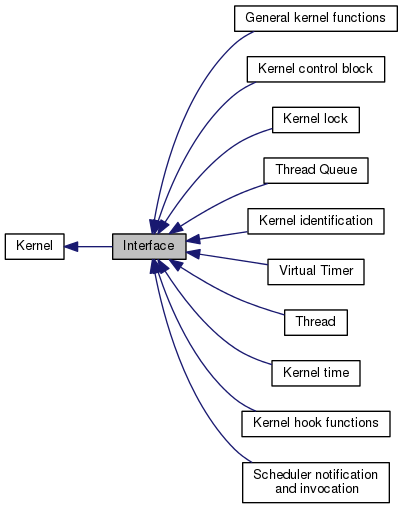 General kernel functions
Kernel control block
Kernel lock
Thread Queue
Kernel identification
Kernel
Interface
Virtual Timer
Thread
Kernel time
Kernel hook functions
Scheduler notification
and invocation